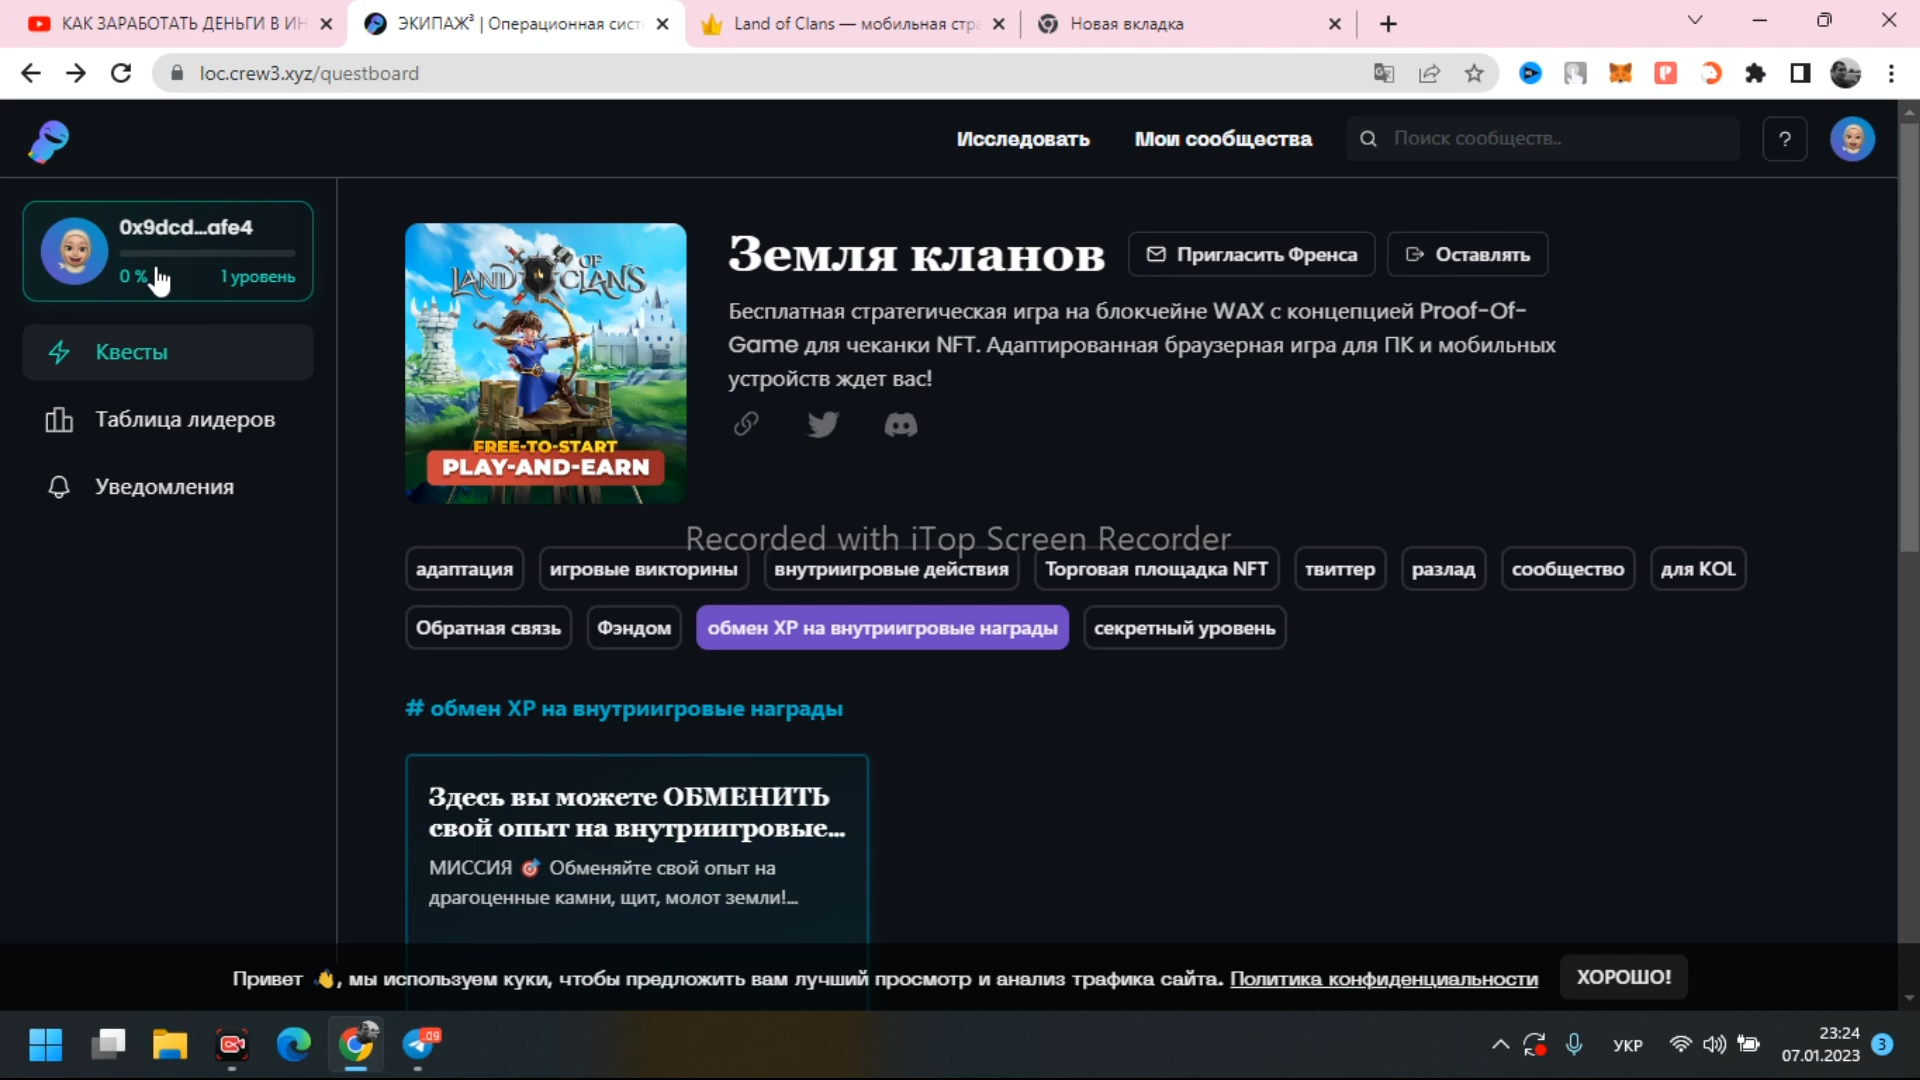 КАК ЗАРАБОТАТЬ ДЕНЬГИ В ИН
ЭКИПАЖ³ | Операционная сист
Land of Clans — мобильная стра
Новая вкладка
loc.crew3.xyz/questboard
Исследовать
Мои сообщества
Поиск сообществ..
?
0x9dcd...afe4
0 %
1 уровень
Квесты
Таблица лидеров
Уведомления
LAND OF CLANS
FREE-TO-START
PLAY-AND-EARN
Земля кланов
Пригласить Френса
Оставлять
Бесплатная стратегическая игра на блокчейне WAX с концепцией Proof-Of-
Game для чеканки NFT. Адаптированная браузерная игра для ПК и мобильных
устройств ждет вас!
Recorded with iTop Screen Recorder
адаптация
игровые викторины
внутриигровые действия
Торговая площадка NFT
твиттер
разлад
сообщество
для KOL
Обратная связь
Фэндом
обмен XP на внутриигровые награды
секретный уровень
# обмен XP на внутриигровые награды
Здесь вы можете ОБМЕНИТЬ
свой опыт на внутриигровые...
МИССИЯ 🎯 Обменяйте свой опыт на
драгоценные камни, щит, молот земли!...
Привет 👋, мы используем куки, чтобы предложить вам лучший просмотр и анализ трафика сайта. Политика конфиденциальности
ХОРОШО!
09
УКР
23:24
07.01.2023
3